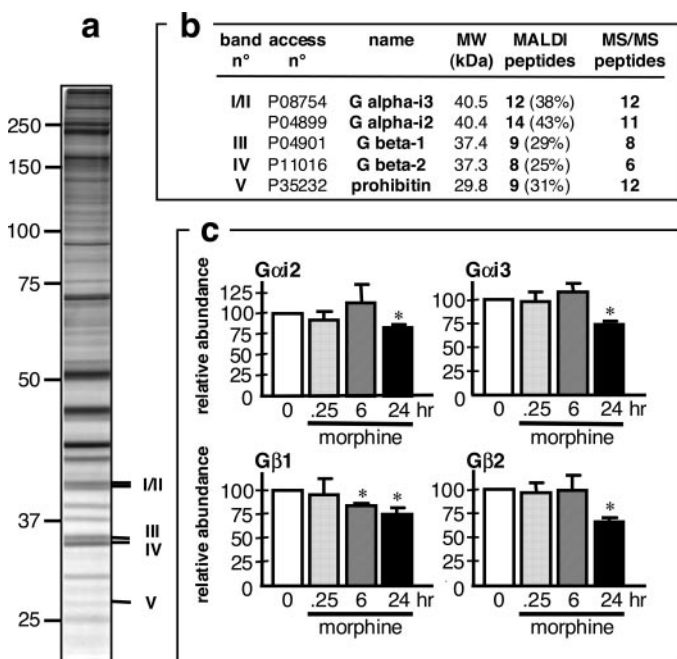 a
250
150
100
75
50
37
25
I/II
III
IV
V
b
band access name MW MALDI MS/MS
n° n° (kDa) peptides peptides
I/II P08754 G alpha-i3 40.5 12 (38%) 12
P04899 G alpha-i2 40.4 14 (43%) 11
III P04901 G beta-1 37.4 9 (29%) 8
IV P11016 G beta-2 37.3 8 (25%) 6
V P35232 prohibitin 29.8 9 (31%) 12
c
Gαi2
relative abundance
125
100
75
50
25
0
*
0 .25 6 24 hr
morphine
Gαi3
100
75
50
25
0
*
0 .25 6 24 hr
morphine
Gβ1
relative abundance
100
75
50
25
0
* *
0 .25 6 24 hr
morphine
Gβ2
100
75
50
25
0
*
0 .25 6 24 hr
morphine